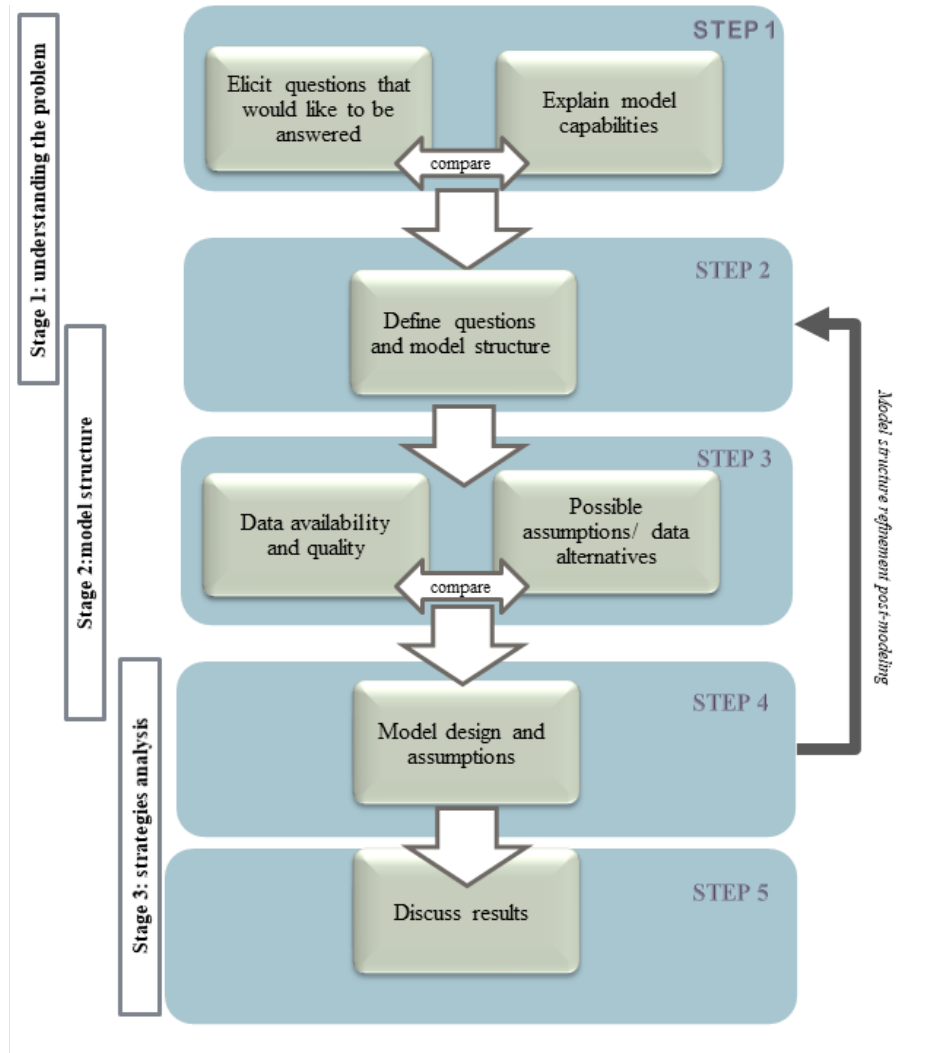 Stage 1: understanding the problem
STEP 1
Elicit questions that
would like to be
answered
Explain model
capabilities
compare
STEP 2
Define questions
and model structure
Stage 2:model structure
STEP 3
Data availability
and quality
Possible
assumptions/ data
alternatives
compare
Model structure refinement post-modeling
Stage 3: strategies analysis
STEP 4
Model design and
assumptions
STEP 5
Discuss results